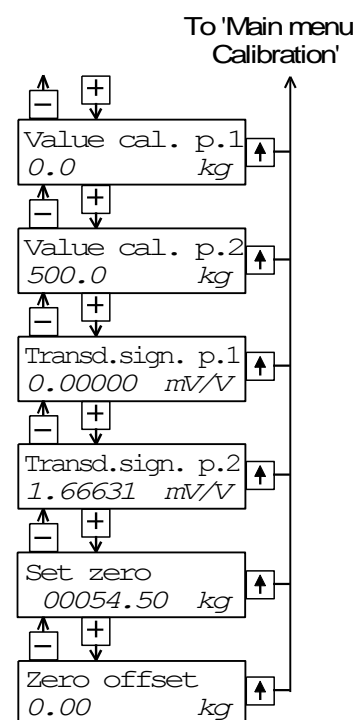 To 'Main menu
Calibration'
Value cal. p.1
0.0 kg
Value cal. p.2
500.0 kg
Transd.sign. p.1
0.00000 mV/V
Transd.sign. p.2
1.66631 mV/V
Set zero
00054.50 kg
Zero offset
0.00 kg